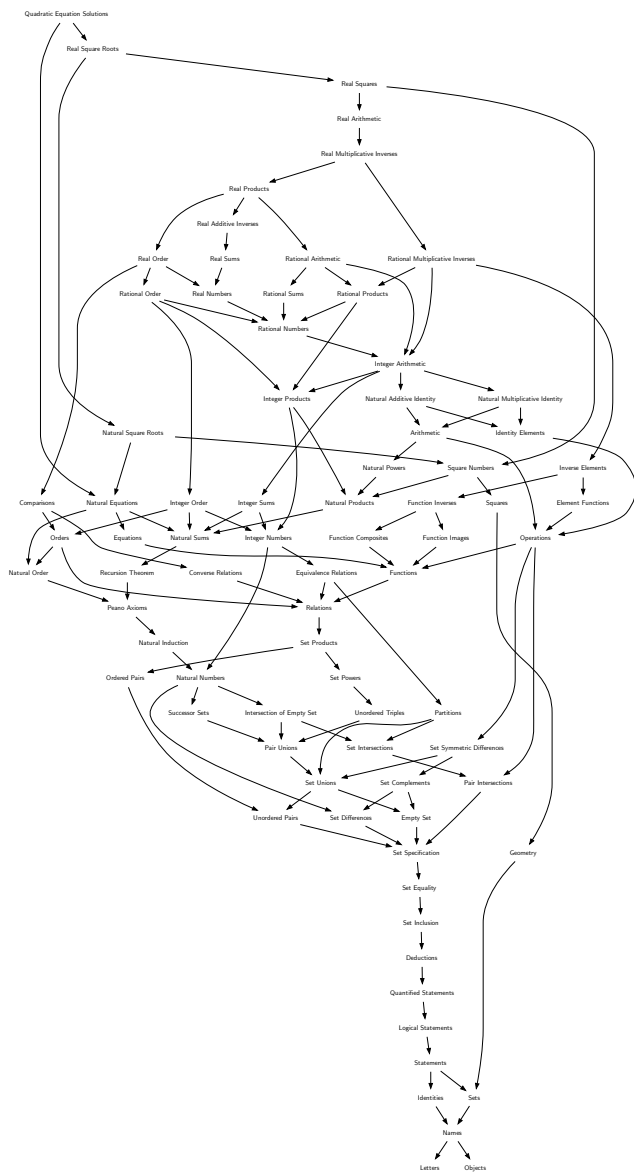 Quadratic Equation Solutions
Real Square Roots
Real Squares
Real Arithmetic
Real Multiplicative Inverses
Real Products
Real Additive Inverses
Real Order
Real Sums
Rational Arithmetic
Rational Multiplicative Inverses
Rational Order
Real Numbers
Rational Sums
Rational Products
Rational Numbers
Integer Arithmetic
Integer Products
Natural Additive Identity
Natural Multiplicative Identity
Natural Square Roots
Arithmetic
Identity Elements
Natural Powers
Square Numbers
Inverse Elements
Comparisons
Natural Equations
Integer Order
Integer Sums
Natural Products
Function Inverses
Squares
Element Functions
Orders
Equations
Natural Sums
Integer Numbers
Function Composites
Function Images
Operations
Natural Order
Recursion Theorem
Converse Relations
Equivalence Relations
Functions
Peano Axioms
Relations
Natural Induction
Set Products
Ordered Pairs
Natural Numbers
Set Powers
Successor Sets
Intersection of Empty Set
Unordered Triples
Partitions
Pair Unions
Set Intersections
Set Symmetric Differences
Set Unions
Set Complements
Pair Intersections
Unordered Pairs
Set Differences
Empty Set
Set Specification
Geometry
Set Equality
Set Inclusion
Deductions
Quantified Statements
Logical Statements
Statements
Identities
Sets
Names
Letters
Objects